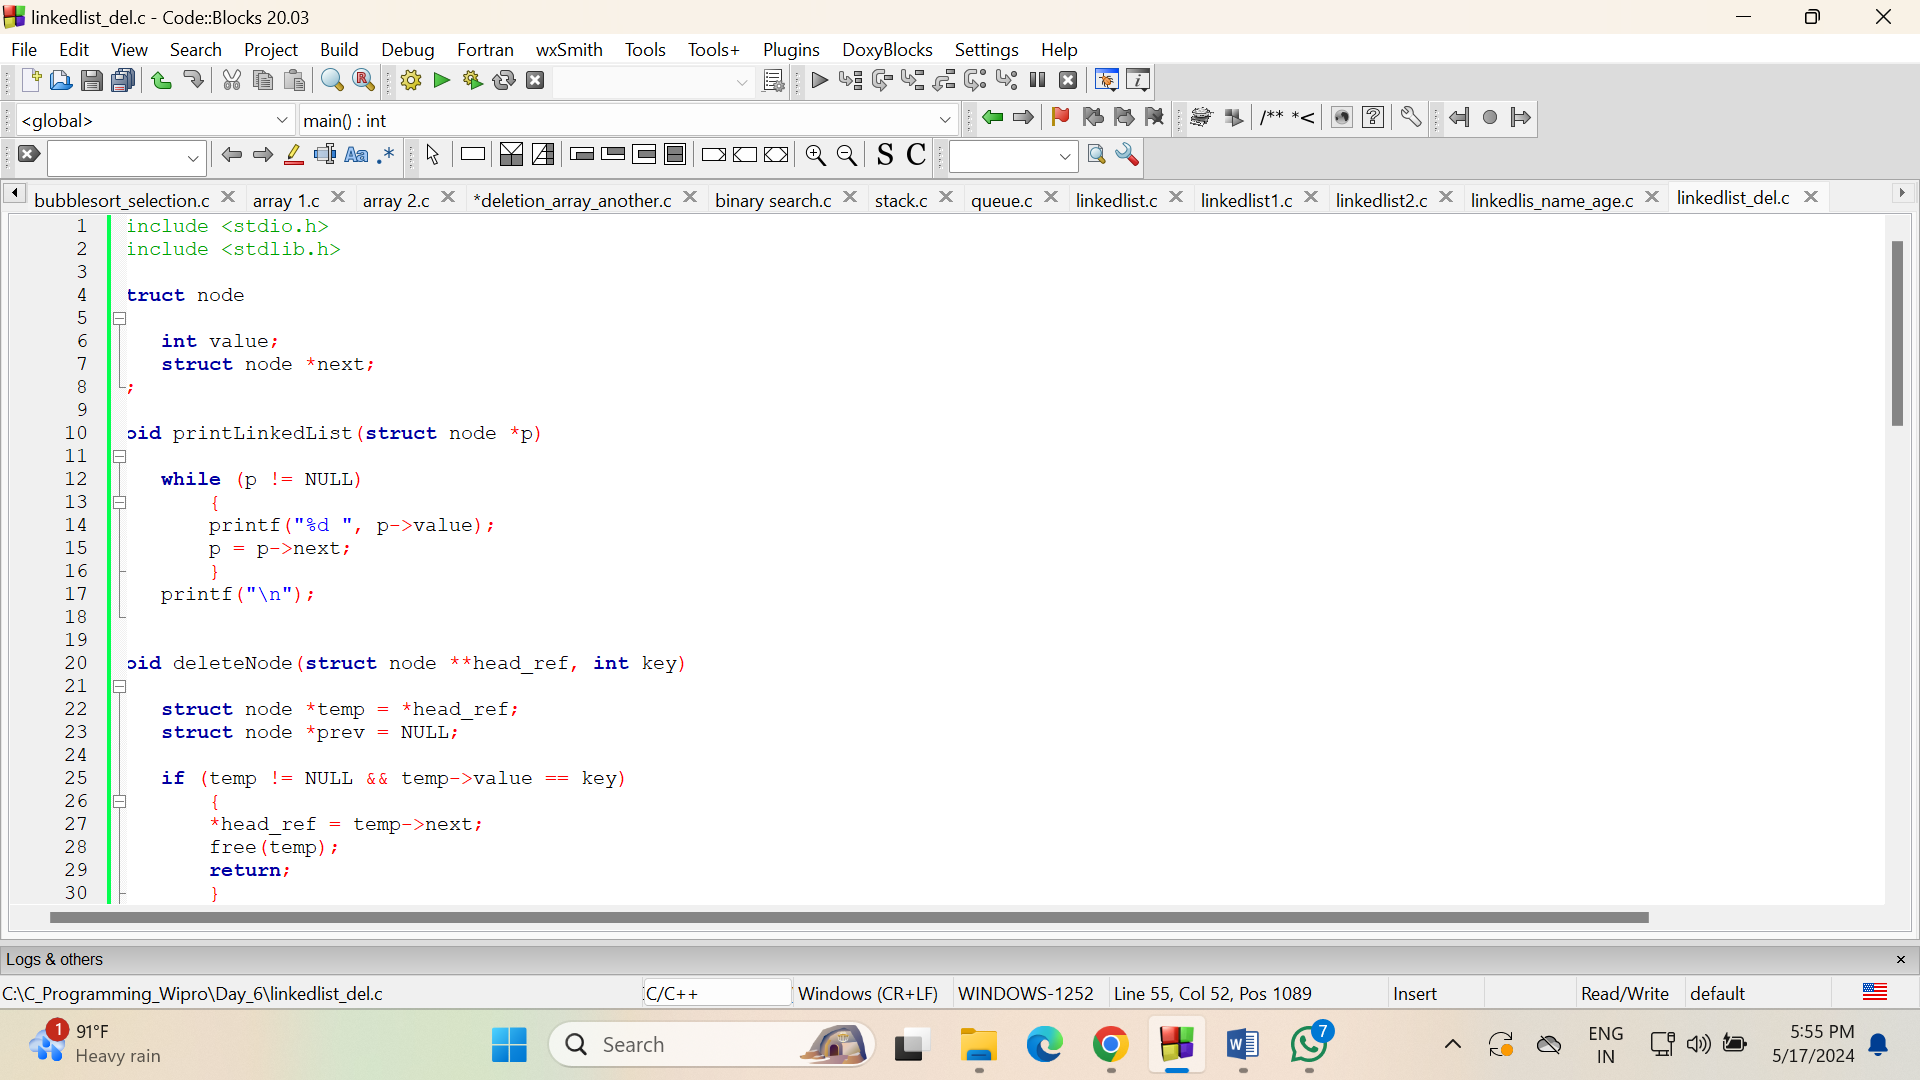 linkedlist_del.c - Code::Blocks 20.03
File Edit View Search Project Build Debug Fortran wxSmith Tools Tools+ Plugins DoxyBlocks Settings Help
<global> main() : int /** *<
Aa .* S C
bubblesort_selection.c array 1.c array 2.c *deletion_array_another.c binary search.c stack.c queue.c linkedlist.c linkedlist1.c linkedlist2.c linkedlis_name_age.c linkedlist_del.c
1 include <stdio.h>
2 include <stdlib.h>
3
4 truct node
5
6 int value;
7 struct node *next;
8 ;
9
10 oid printLinkedList(struct node *p)
11
12 while (p != NULL)
13 {
14 printf("%d ", p->value);
15 p = p->next;
16 }
17 printf("\n");
18
19
20 oid deleteNode(struct node **head_ref, int key)
21
22 struct node *temp = *head_ref;
23 struct node *prev = NULL;
24
25 if (temp != NULL && temp->value == key)
26 {
27 *head_ref = temp->next;
28 free(temp);
29 return;
30 }
Logs & others
C:\C_Programming_Wipro\Day_6\linkedlist_del.c C/C++ Windows (CR+LF) WINDOWS-1252 Line 55, Col 52, Pos 1089 Insert Read/Write default
1 91°F Heavy rain
Search
7
ENG IN
5:55 PM
5/17/2024